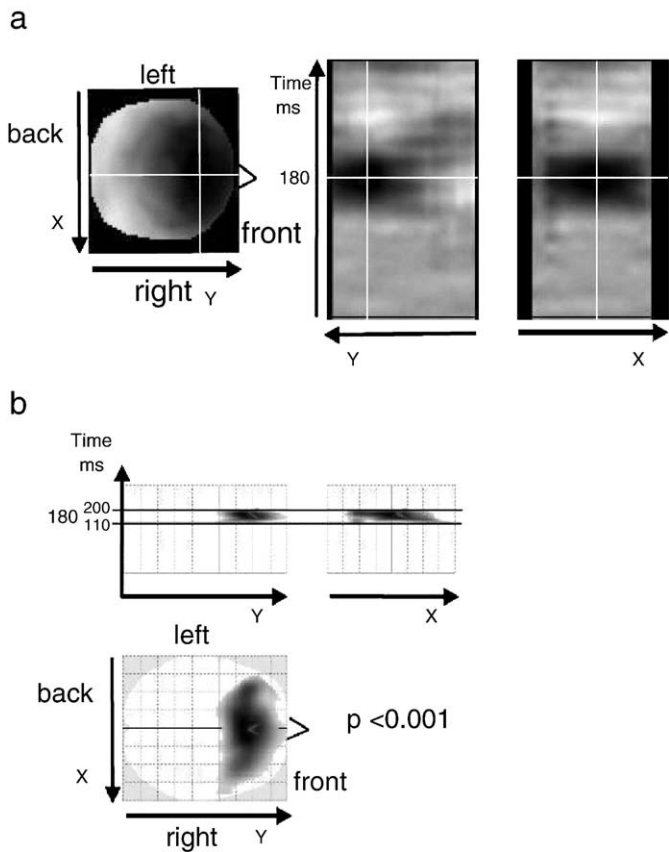 a
left
back
X
front
right Y
Time
ms
180
Y
X
b
Time
ms
180 200
110
Y
X
left
back
X
front
right Y
p <0.001